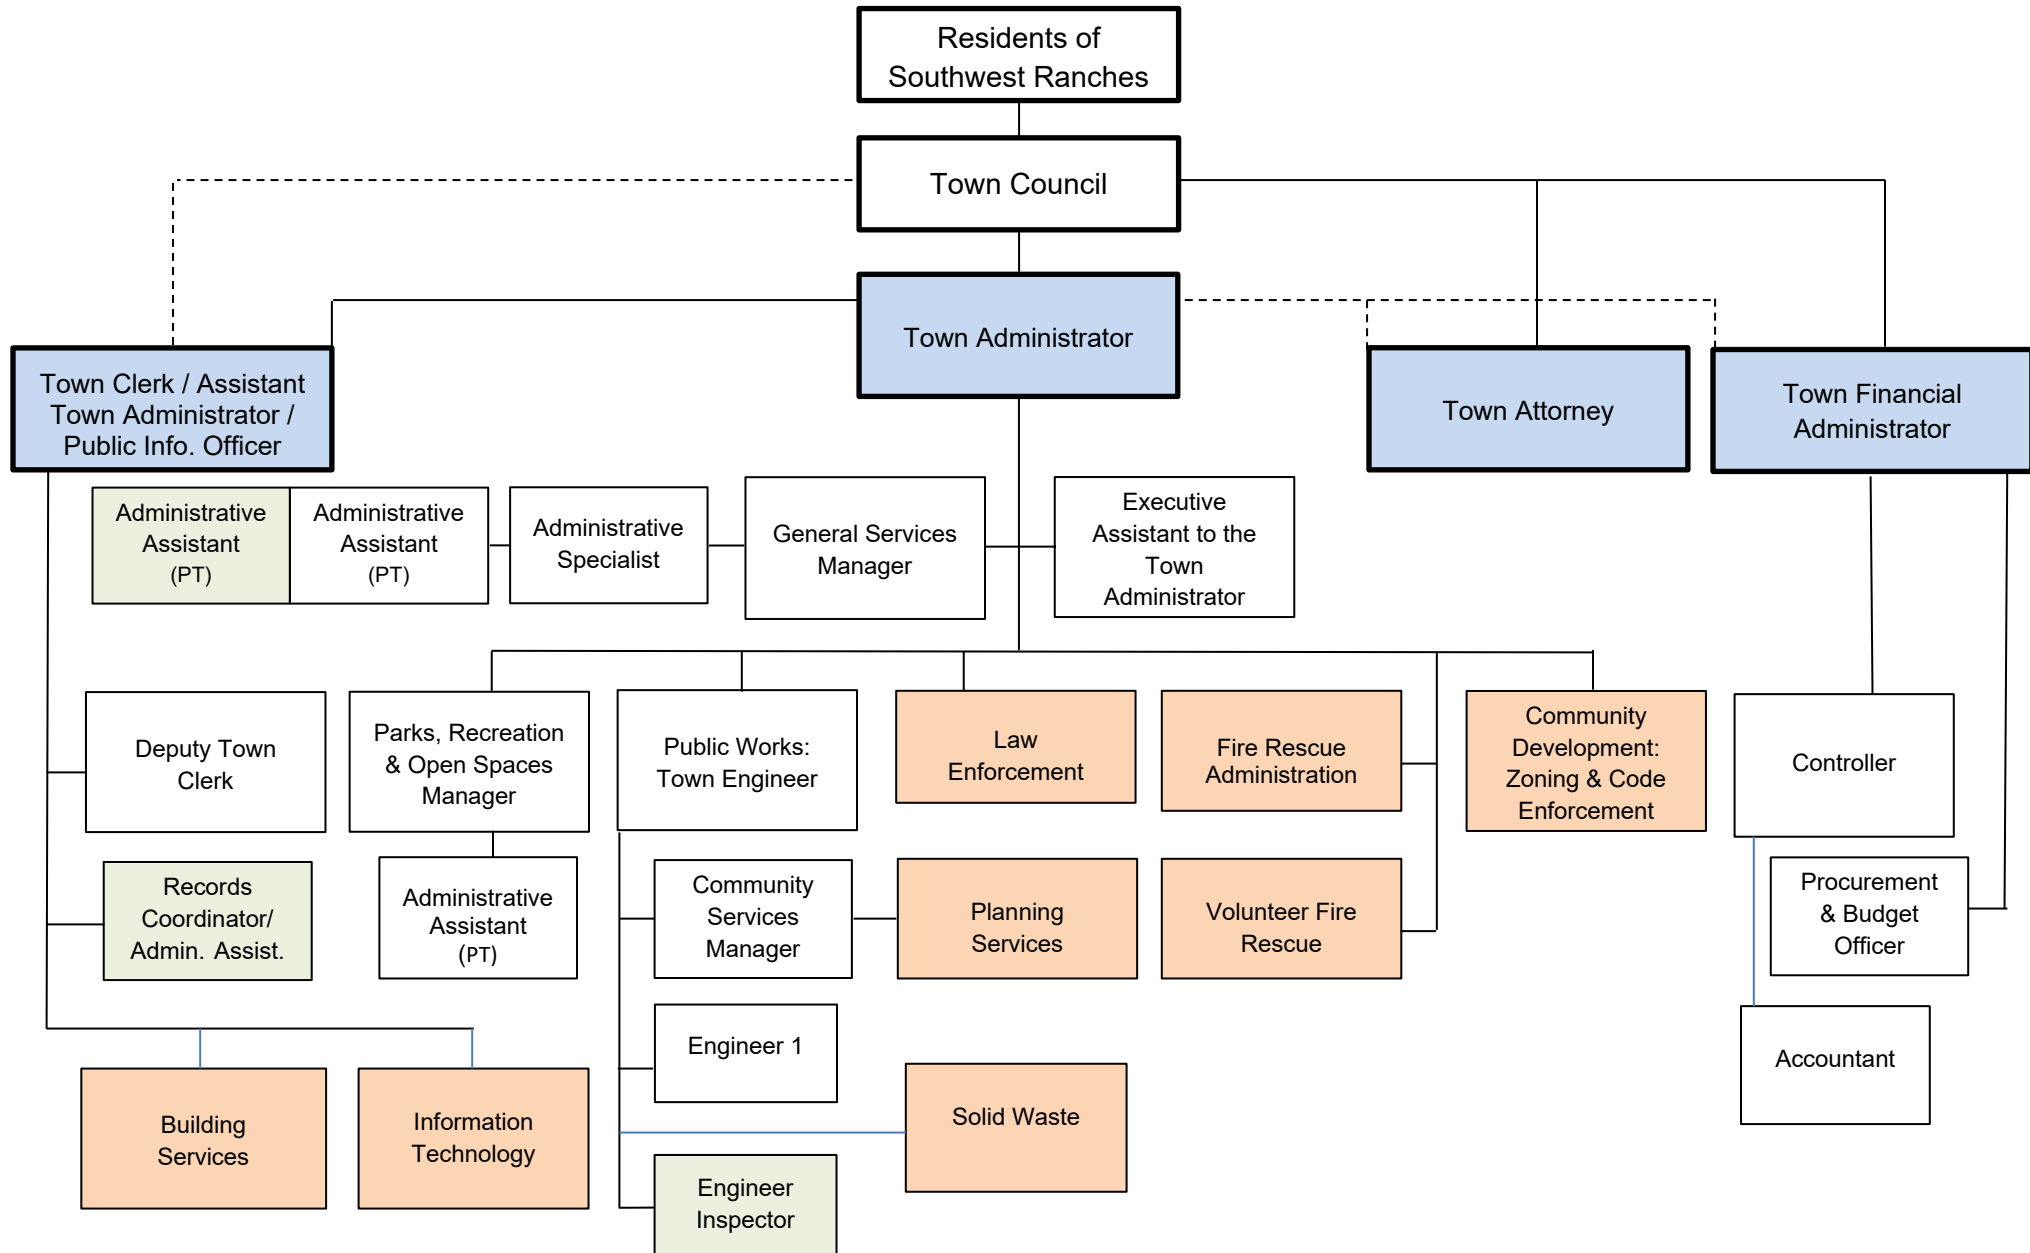 Residents of
Southwest Ranches
Town Council
Town Administrator
Town Clerk / Assistant
Town Administrator /
Public Info. Officer
Town Attorney
Town Financial
Administrator
Administrative
Assistant
(PT)
Administrative
Assistant
(PT)
Administrative
Specialist
General Services
Manager
Executive
Assistant to the
Town
Administrator
Deputy Town
Clerk
Parks, Recreation
& Open Spaces
Manager
Public Works:
Town Engineer
Law
Enforcement
Fire Rescue
Administration
Community
Development:
Zoning & Code
Enforcement
Controller
Records
Coordinator/
Admin. Assist.
Administrative
Assistant
(PT)
Community
Services
Manager
Planning
Services
Volunteer Fire
Rescue
Procurement
& Budget
Officer
Engineer 1
Accountant
Building
Services
Information
Technology
Solid Waste
Engineer
Inspector